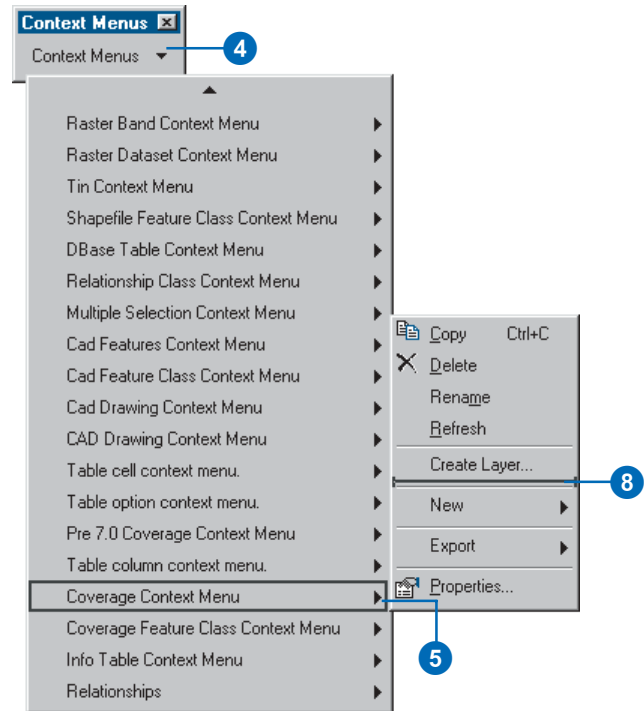 Context Menus
Context Menus
4
Raster Band Context Menu
Raster Dataset Context Menu
Tin Context Menu
Shapefile Feature Class Context Menu
DBase Table Context Menu
Relationship Class Context Menu
Multiple Selection Context Menu
Cad Features Context Menu
Cad Feature Class Context Menu
Cad Drawing Context Menu
CAD Drawing Context Menu
Table cell context menu.
Table option context menu.
Pre 7.0 Coverage Context Menu
Table column context menu.
Coverage Context Menu
Coverage Feature Class Context Menu
Info Table Context Menu
Relationships
Copy Ctrl+C
Delete
Rename
Refresh
Create Layer...
8
New
Export
Properties...
5